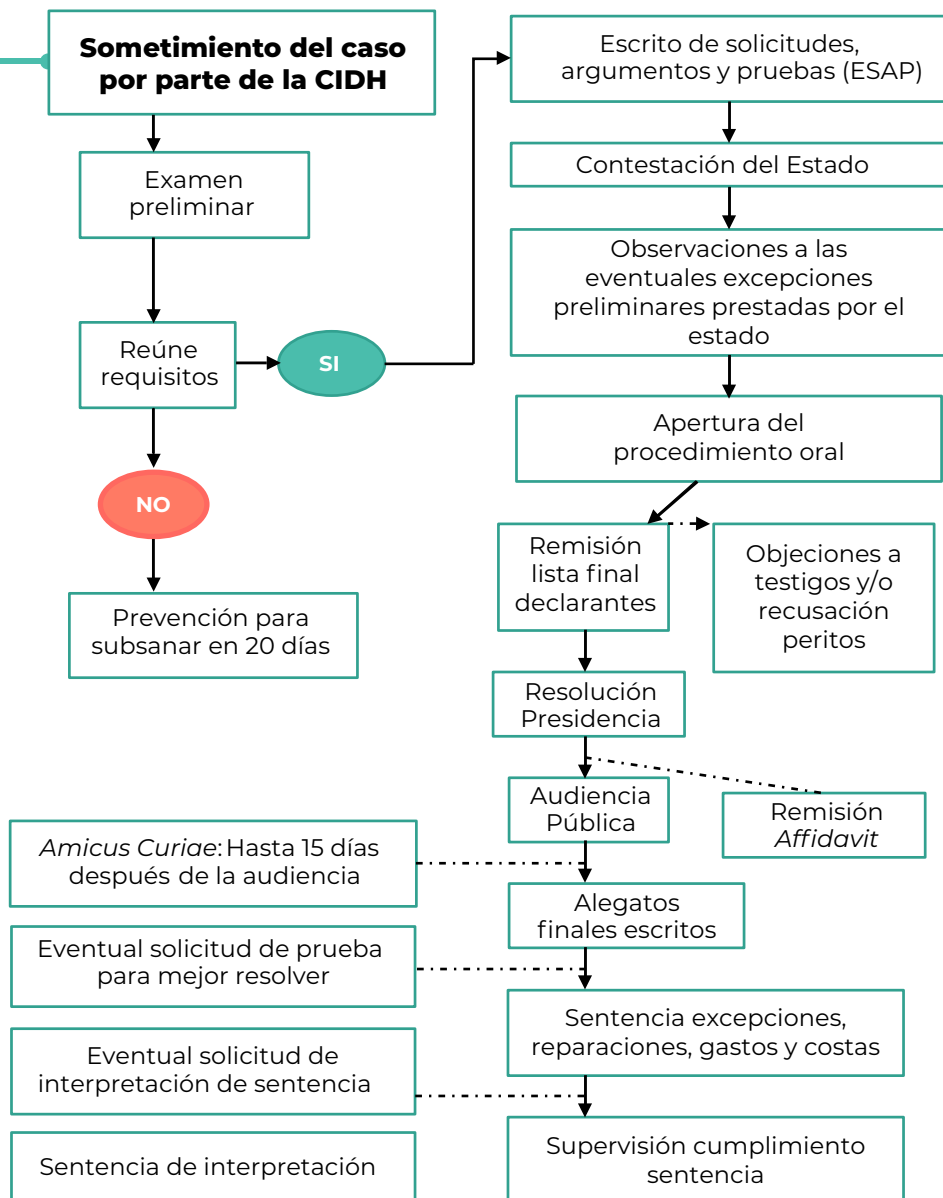 Sometimiento del caso
por parte de la CIDH
Examen
preliminar
Reúne
requisitos
SI
NO
Prevención para
subsanar en 20 días
Escrito de solicitudes,
argumentos y pruebas (ESAP)
Contestación del Estado
Observaciones a las
eventuales excepciones
preliminares prestadas por el
estado
Apertura del
procedimiento oral
Remisión
lista final
declarantes
Objeciones a
testigos y/o
recusación
peritos
Resolución
Presidencia
Audiencia
Pública
Remisión
Affidavit
Amicus Curiae: Hasta 15 días
después de la audiencia
Alegatos
finales escritos
Eventual solicitud de prueba
para mejor resolver
Sentencia excepciones,
reparaciones, gastos y costas
Eventual solicitud de
interpretación de sentencia
Sentencia de interpretación
Supervisión cumplimiento
sentencia